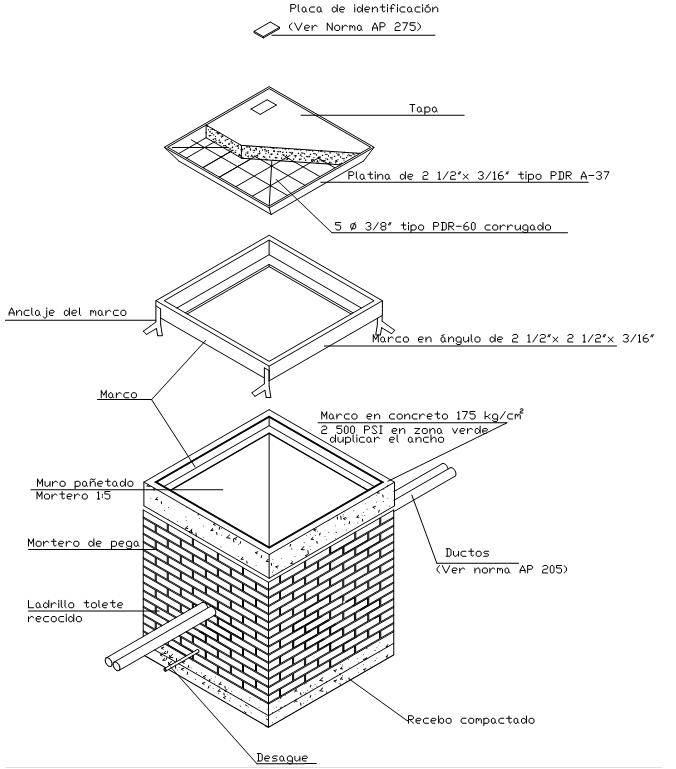 Placa de identificación
(Ver Norma AP 275)
Tapa
Platina de 2 1/2"x 3/16" tipo PDR A-37
5 ø 3/8" tipo PDR-60 corrugado
Anclaje del marco
Marco en ángulo de 2 1/2"x 2 1/2"x 3/16"
Marco
Marco en concreto 175 kg/cm²
2 500 PSI en zona verde
duplicar el ancho
Muro pañetado
Mortero 1:5
Mortero de pega
Ductos
(Ver norma AP 205)
Ladrillo tolete
recocido
Recebo compactado
Desague